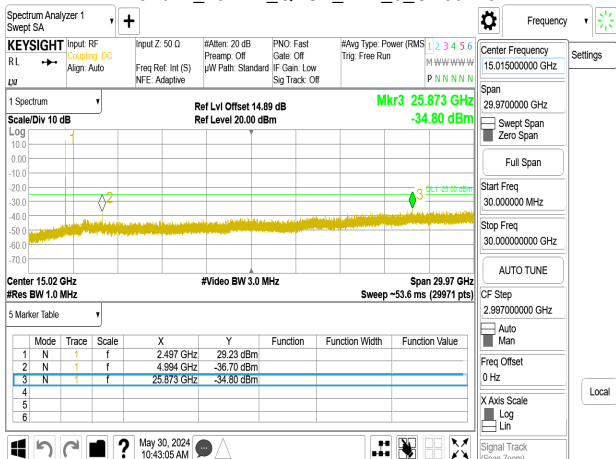 Spectrum Analyzer 1
Swept SA
+
Frequency
KEYSIGHT
RL
Input: RF
Coupling: DC
Align: Auto
Input Z: 50 Ω
Freq Ref: Int (S)
NFE: Adaptive
#Atten: 20 dB
Preamp: Off
µW Path: Standard
PNO: Fast
Gate: Off
IF Gain: Low
Sig Track: Off
#Avg Type: Power (RMS
Trig: Free Run
1 2 3 4 5 6
M W W W W W
P N N N N N
LXI
1 Spectrum
Scale/Div 10 dB
Ref Lvl Offset 14.89 dB
Ref Level 20.00 dBm
Mkr3 25.873 GHz
-34.80 dBm
Log
10.0
0.00
-10.0
-20.0
-30.0
-40.0
-50.0
-60.0
-70.0
1
2
3
DL1 -25.00 dBm
Center 15.02 GHz
#Res BW 1.0 MHz
#Video BW 3.0 MHz
Span 29.97 GHz
Sweep ~53.6 ms (29971 pts)
5 Marker Table
Mode Trace Scale X Y Function Function Width Function Value
1 N 1 f 2.497 GHz 29.23 dBm
2 N 1 f 4.994 GHz -36.70 dBm
3 N 1 f 25.873 GHz -34.80 dBm
4
5
6
?
May 30, 2024
10:43:05 AM
Center Frequency
15.015000000 GHz
Settings
Span
29.9700000 GHz
Swept Span
Zero Span
Full Span
Start Freq
30.000000 MHz
Stop Freq
30.000000000 GHz
AUTO TUNE
CF Step
2.997000000 GHz
Auto
Man
Freq Offset
0 Hz
X Axis Scale
Log
Lin
Local
Signal Track
(Span Zoom)